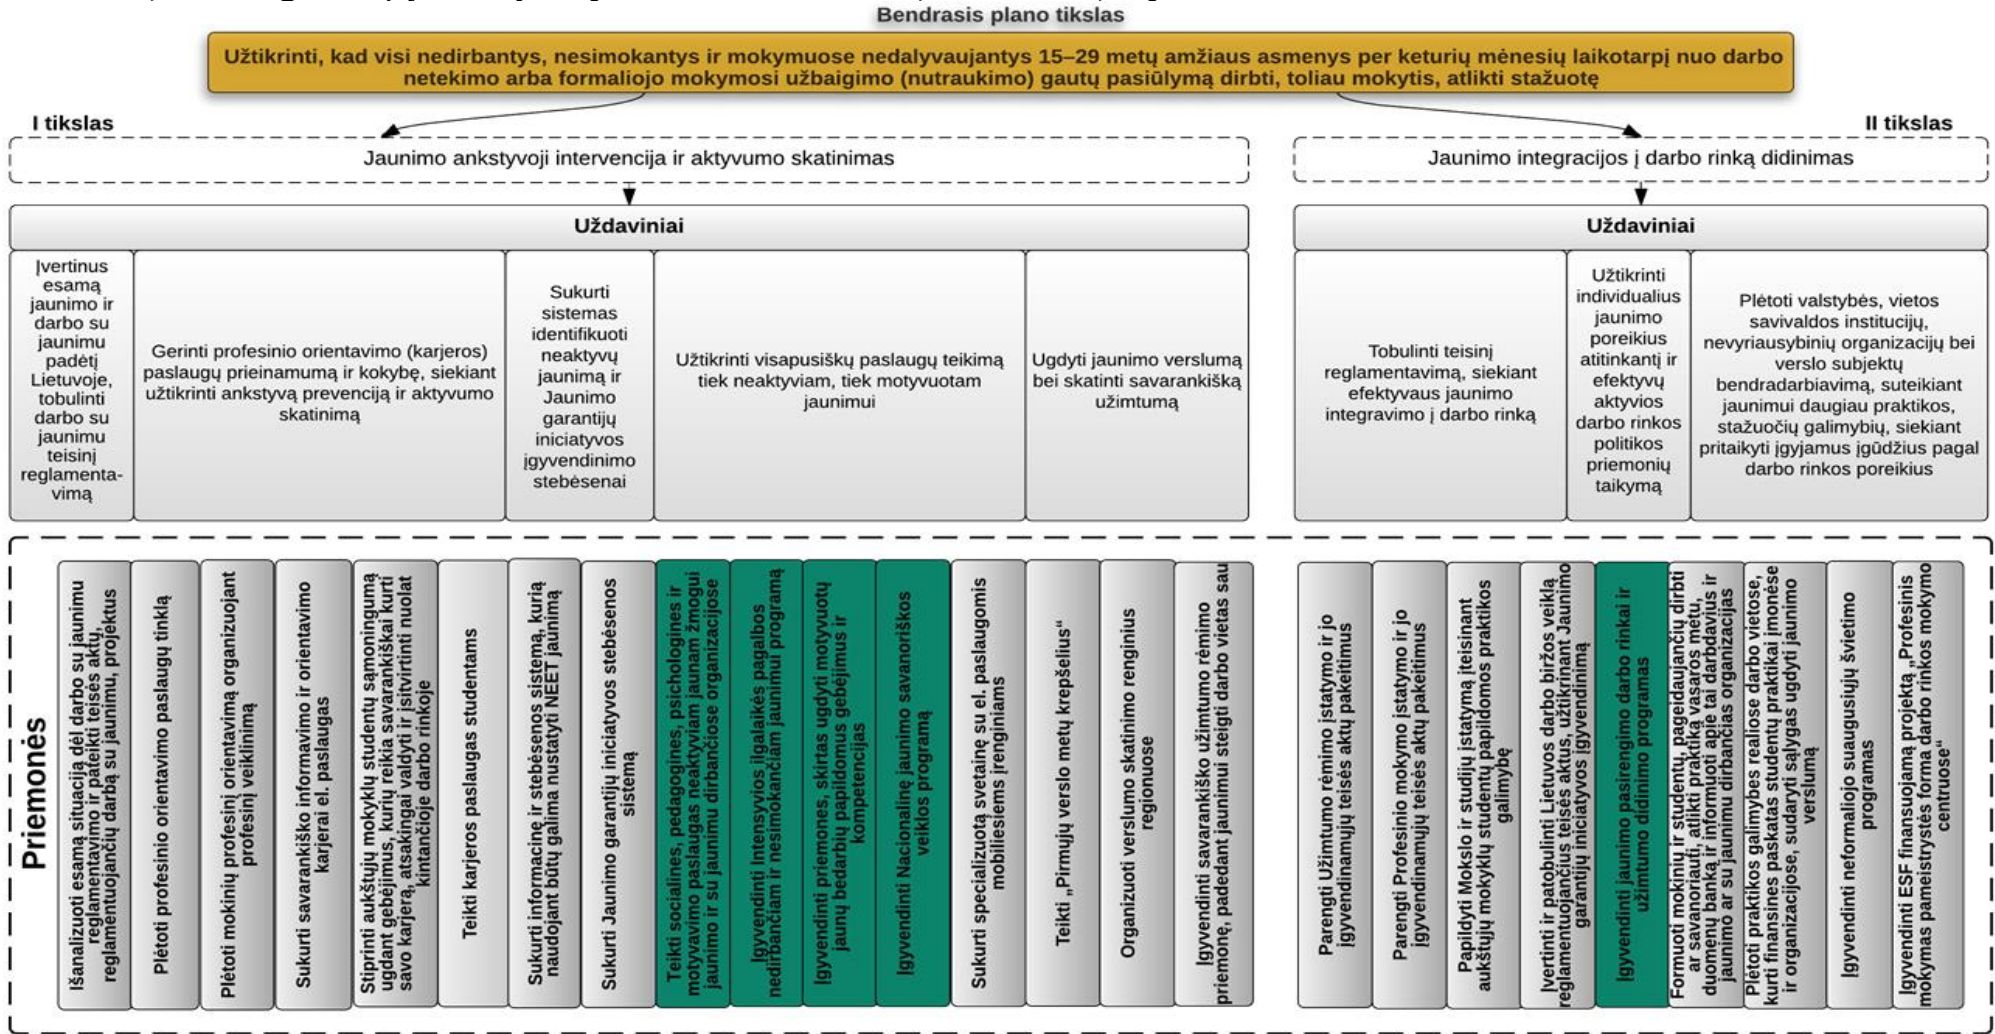 Bendrasis plano tikslas
Užtikrinti, kad visi nedirbantys, nesimokantys ir mokymuose nedalyvaujantys 15–29 metų amžiaus asmenys per keturių mėnesių laikotarpį nuo darbo
netekimo arba formaliojo mokymosi užbaigimo (nutraukimo) gautų pasiūlymą dirbti, toliau mokytis, atlikti stažuotę
I tikslas
Jaunimo ankstyvoji intervencija ir aktyvumo skatinimas
Uždaviniai
Įvertinus
esamą
jaunimo ir
darbo su
jaunimu
padėtį
Lietuvoje,
tobulinti
darbo su
jaunimu
teisinį
reglamenta-
vimą
Gerinti profesinio orientavimo (karjeros)
paslaugų prieinamumą ir kokybę, siekiant
užtikrinti ankstyvą prevenciją ir aktyvumo
skatinimą
Sukurti
sistemas
identifikuoti
neaktyvų
jaunimą ir
Jaunimo
garantijų
iniciatyvos
įgyvendinimo
stebėsenai
Užtikrinti visapusiškų paslaugų teikimą
tiek neaktyviam, tiek motyvuotam
jaunimui
Ugdyti jaunimo verslumą
bei skatinti savarankišką
užimtumą
II tikslas
Jaunimo integracijos į darbo rinką didinimas
Uždaviniai
Tobulinti teisinį
reglamentavimą, siekiant
efektyvaus jaunimo
integravimo į darbo rinką
Užtikrinti
individualius
jaunimo
poreikius
atitinkantį ir
efektyvų
aktyvios
darbo rinkos
politikos
priemonių
taikymą
Plėtoti valstybės, vietos
savivaldos institucijų,
nevyriausybinių organizacijų bei
verslo subjektų
bendradarbiavimą, suteikiant
jaunimui daugiau praktikos,
stažuočių galimybių, siekiant
pritaikyti įgyjamus įgūdžius pagal
darbo rinkos poreikius
Priemonės
Išanalizuoti esamą situaciją dėl darbo su jaunimu
reglamentavimo ir pateikti teisės aktų,
reglamentuojančių darbą su jaunimu, projektus
Plėtoti profesinio orientavimo paslaugų tinklą
Plėtoti mokinių profesinį orientavimą organizuojant
profesinį veiklinimą
Sukurti savarankiško informavimo ir orientavimo
karjerai el. paslaugas
Stiprinti aukštųjų mokyklų studentų sąmoningumą
ugdant gebėjimus, kurių reikia savarankiškai kurti
savo karjerą, atsakingai valdyti ir įsitvirtinti nuolat
kintančioje darbo rinkoje
Teikti karjeros paslaugas studentams
Sukurti informacinę ir stebėsenos sistemą, kurią
naudojant būtų galima nustatyti NEET jaunimą
Sukurti Jaunimo garantijų iniciatyvos stebėsenos
sistemą
Teikti socialines, pedagogines, psichologines ir
motyvavimo paslaugas neaktyviam jaunam žmogui
jaunimo ir su jaunimu dirbančiose organizacijose
Įgyvendinti intensyvios ilgalaikės pagalbos
nedirbančiam ir nesimokančiam jaunimui programą
Įgyvendinti priemones, skirtas ugdyti motyvuotų
jaunų bedarbių papildomus gebėjimus ir
kompetencijas
Įgyvendinti Nacionalinę jaunimo savanoriškos
veiklos programą
Sukurti specializuotą svetainę su el. paslaugomis
mobiliesiems įrenginiams
Teikti „Pirmųjų verslo metų krepšelius“
Organizuoti verslumo skatinimo renginius
regionuose
Įgyvendinti savarankiško užimtumo rėmimo
priemonę, padedant jaunimui steigti darbo vietas sau
Parengti Užimtumo rėmimo įstatymo ir jo
įgyvendinamųjų teisės aktų pakeitimus
Parengti Profesinio mokymo įstatymo ir jo
įgyvendinamųjų teisės aktų pakeitimus
Papildyti Mokslo ir studijų įstatymą įteisinant
aukštųjų mokyklų studentų papildomos praktikos
galimybę
Įvertinti ir patobulinti Lietuvos darbo biržos veiklą
reglamentuojančius teisės aktus, užtikrinant Jaunimo
garantijų iniciatyvos įgyvendinimą
Įgyvendinti jaunimo pasirengimo darbo rinkai ir
užimtumo didinimo programas
Formuoti mokinių ir studentų, pageidaujančių dirbti
ar savanoriauti, atlikti praktiką vasaros metu,
duomenų banką ir informuoti apie tai darbdavius ir
jaunimo ar su jaunimu dirbančias organizacijas
Plėtoti praktikos galimybes realiose darbo vietose,
kurti finansines paskatas studentų praktikai įmonėse
ir organizacijose, sudaryti sąlygas ugdyti jaunimo
verslumą
Įgyvendinti neformaliojo suaugusiųjų švietimo
programas
Įgyvendinti ESF finansuojamą projektą „Profesinis
mokymas pameistrystės forma darbo rinkos mokymo
centruose“